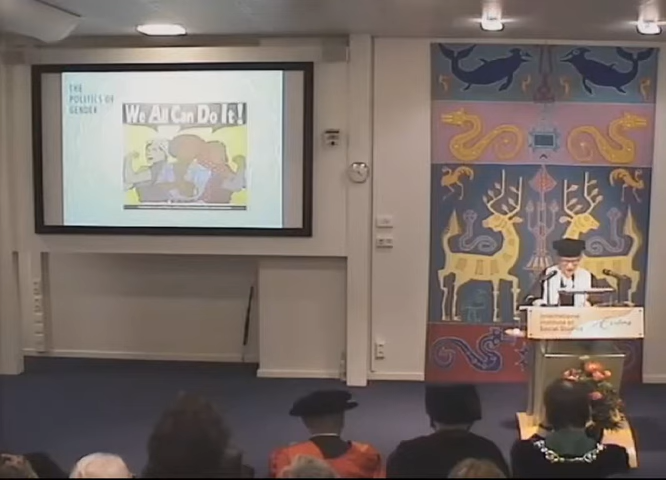 THE
POLITICS OF
GENDER
We All Can Do It!
International
Institute of
Social Studies